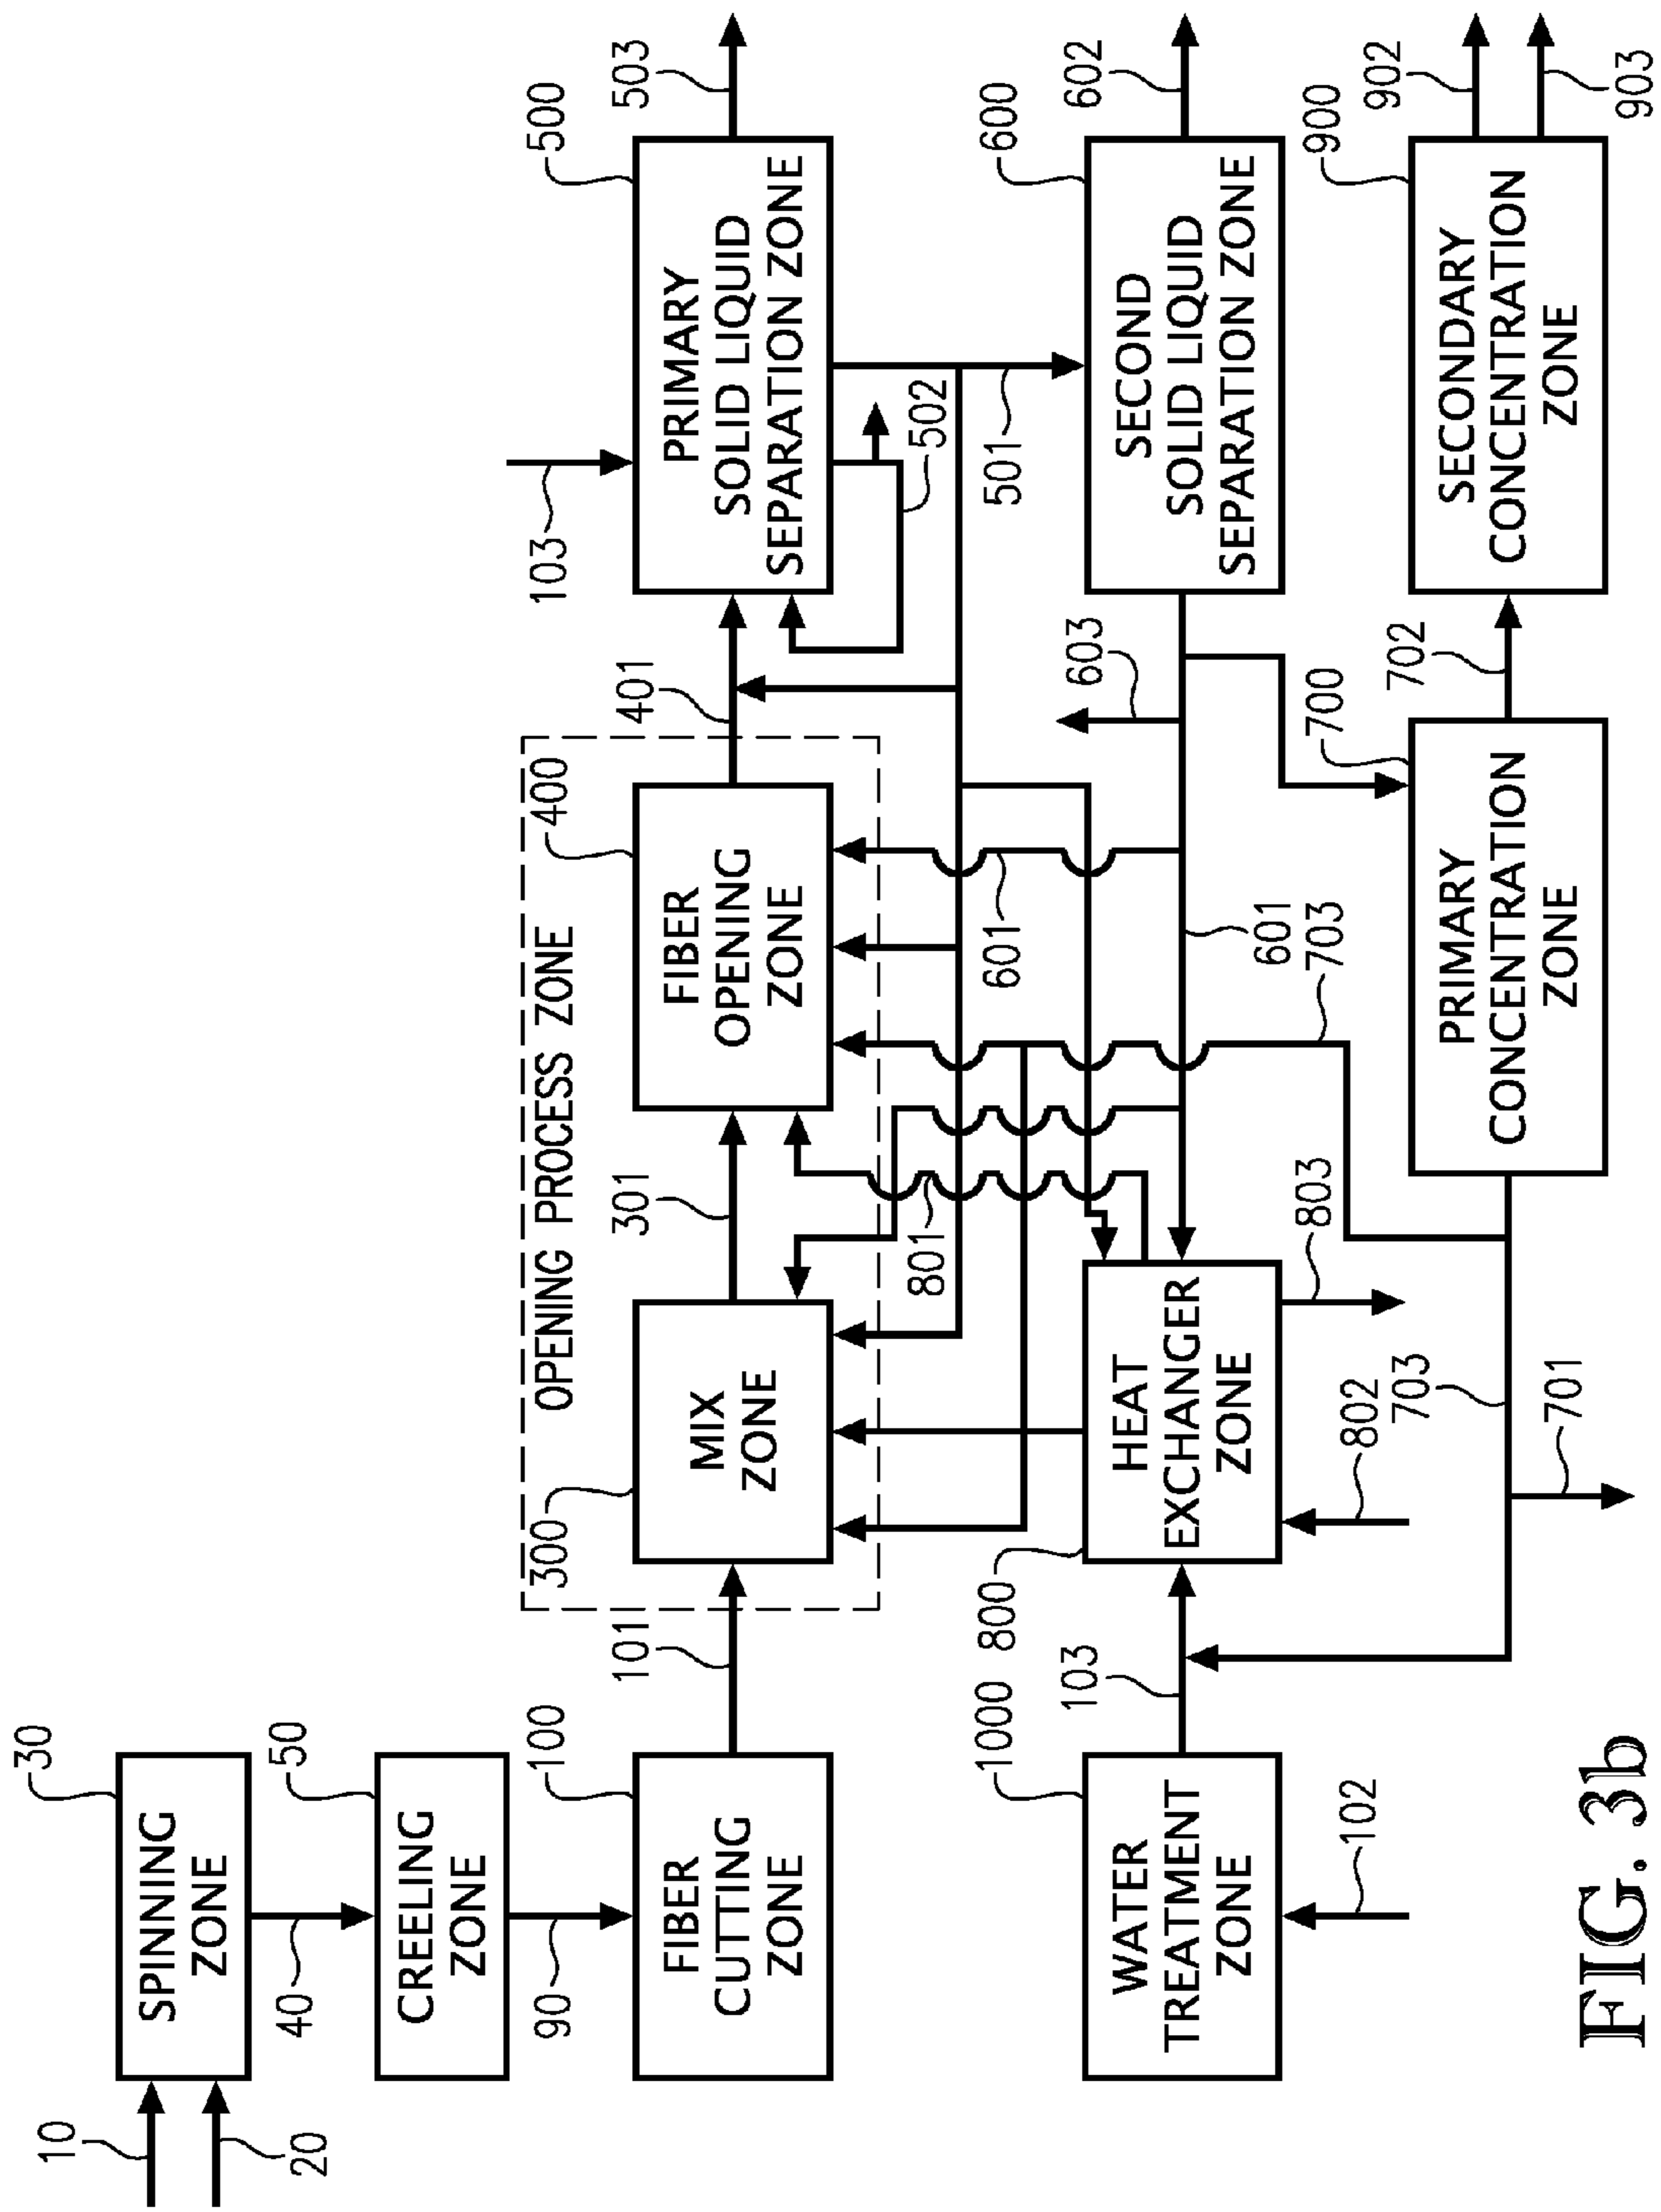 10
20
30
SPINNING
ZONE
40
50
CREELING
ZONE
90
100
FIBER
CUTTING
ZONE
101
OPENING PROCESS ZONE
300
MIX
ZONE
301
400
FIBER
OPENING
ZONE
401
103
500
PRIMARY
SOLID LIQUID
SEPARATION ZONE
503
502
501
801
601
603
600
SECOND
SOLID LIQUID
SEPARATION ZONE
602
1000
WATER
TREATMENT
ZONE
102
103
800
HEAT
EXCHANGER
ZONE
802
803
601
703
703
701
700
PRIMARY
CONCENTRATION
ZONE
702
900
SECONDARY
CONCENTRATION
ZONE
902
903
FIG. 3b